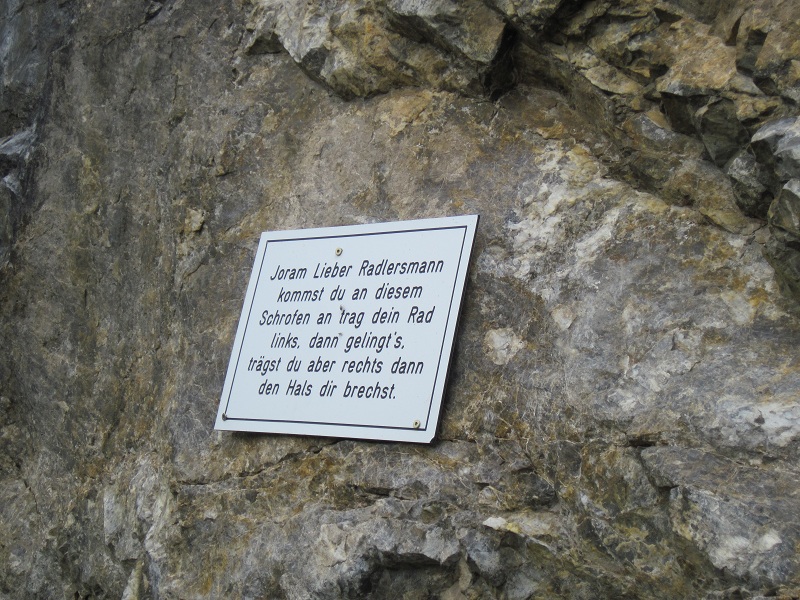 Joram Lieber Radlersmann
kommst du an diesem
Schrofen an trag dein Rad
links, dann gelingt's,
trägst du aber rechts dann
den Hals dir brechst.